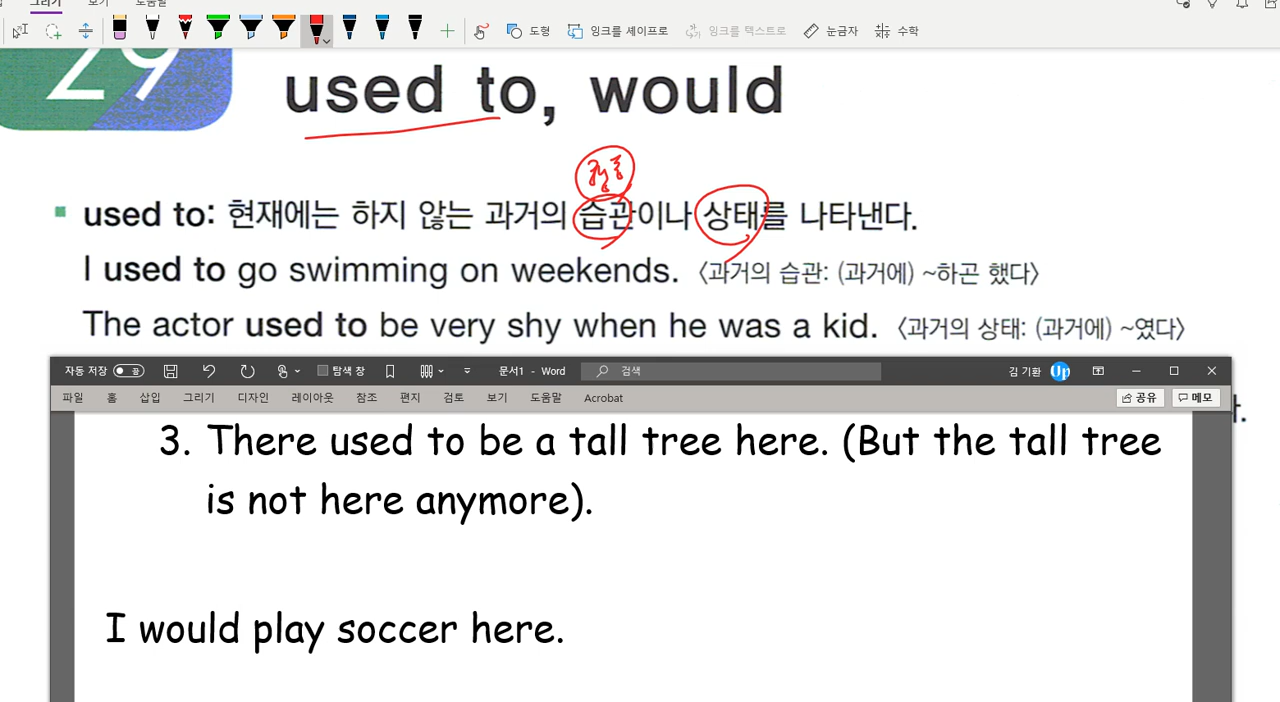 그리기 보기 도움말
도형 잉크를 셰이프로 잉크를 텍스트로 눈금자 수학
29
used to, would
used to: 현재에는 하지 않는 과거의 습관이나 상태를 나타낸다.
I used to go swimming on weekends. 〈과거의 습관: (과거에) ~하곤 했다〉
The actor used to be very shy when he was a kid. 〈과거의 상태: (과거에) ~였다〉
자동 저장 끔 탐색 창 문서1 - Word 검색 김 기환
파일 홈 삽입 그리기 디자인 레이아웃 참조 편지 검토 보기 도움말 Acrobat 공유 메모
3. There used to be a tall tree here. (But the tall tree
is not here anymore).
I would play soccer here.